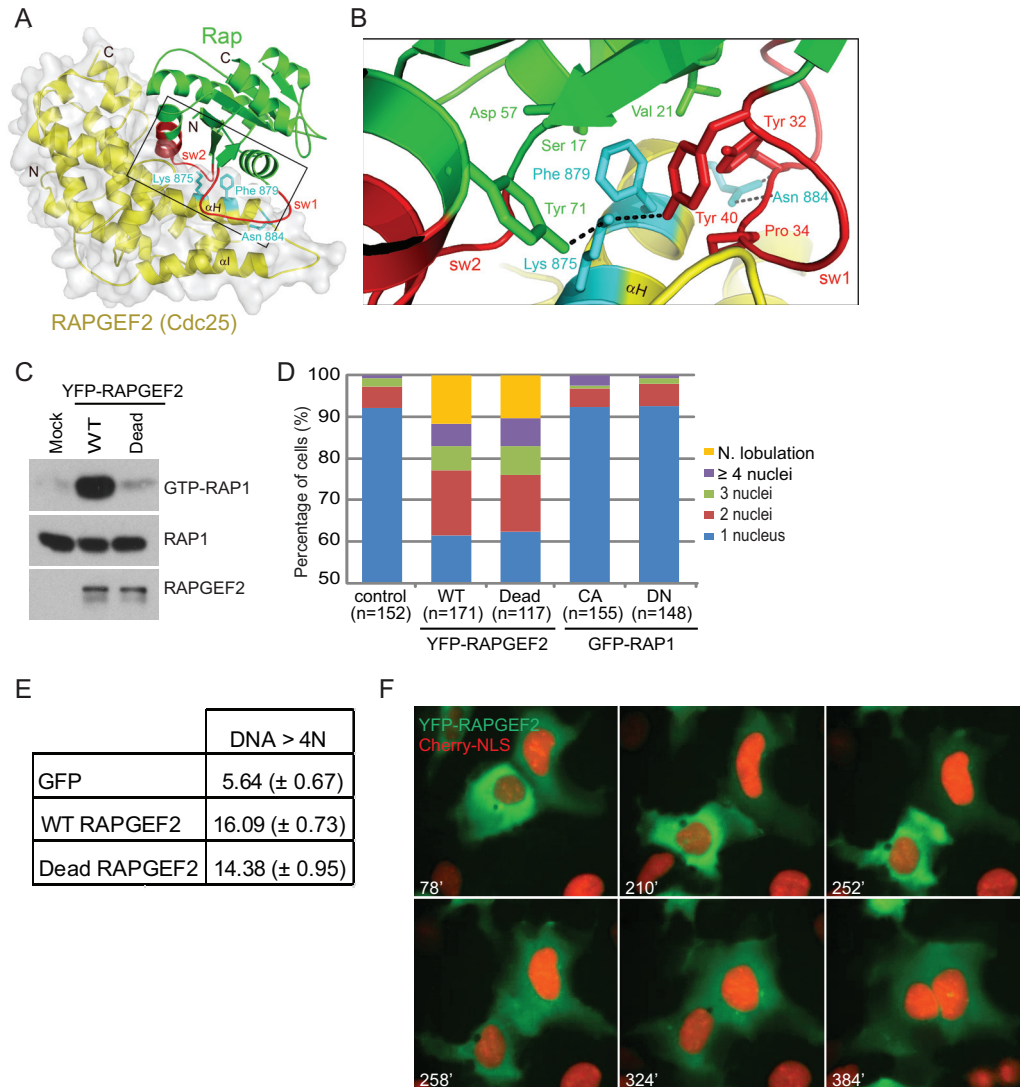 A
Rap
C
C
N
N
sw2
Lys 875
Phe 879
sw1
αH
Asn 884
αI
RAPGEF2 (Cdc25)
B
Asp 57
Val 21
Tyr 32
Ser 17
Phe 879
Asn 884
Tyr 71
Tyr 40
Pro 34
sw2
Lys 875
sw1
αH
C
YFP-RAPGEF2
Mock
WT
Dead
GTP-RAP1
RAP1
RAPGEF2
D
Percentage of cells (%)
100
90
80
70
60
50
N. lobulation
≥ 4 nuclei
3 nuclei
2 nuclei
1 nucleus
control WT Dead CA DN
(n=152) (n=171) (n=117) (n=155) (n=148)
YFP-RAPGEF2 GFP-RAP1
E
DNA > 4N
GFP 5.64 (± 0.67)
WT RAPGEF2 16.09 (± 0.73)
Dead RAPGEF2 14.38 (± 0.95)
F
YFP-RAPGEF2
Cherry-NLS
78’ 210’ 252’
258’ 324’ 384’